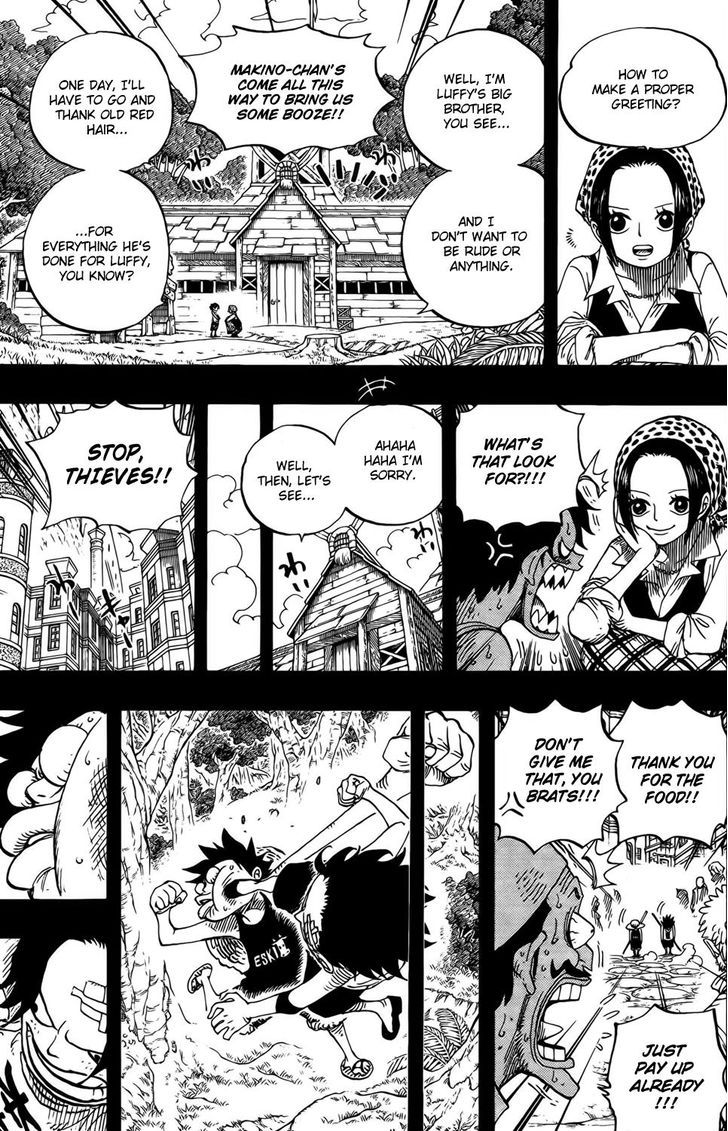 HOW TO
MAKE A PROPER
GREETING?
WELL, I'M
LUFFY'S BIG
BROTHER,
YOU SEE...
AND I
DON'T WANT TO
BE RUDE OR
ANYTHING.
MAKINO-CHAN'S
COME ALL THIS
WAY TO BRING US
SOME BOOZE!!
ONE DAY, I'LL
HAVE TO GO AND
THANK OLD RED
HAIR...
...FOR
EVERYTHING HE'S
DONE FOR LUFFY,
YOU KNOW?
WHAT'S
THAT LOOK
FOR?!!!
AHAHA
HAHA I'M
SORRY.
WELL,
THEN, LET'S
SEE...
STOP,
THIEVES!!
THANK YOU
FOR THE
FOOD!!
DON'T
GIVE ME
THAT, YOU
BRATS!!!
JUST
PAY UP
ALREADY
!!!
ESKI